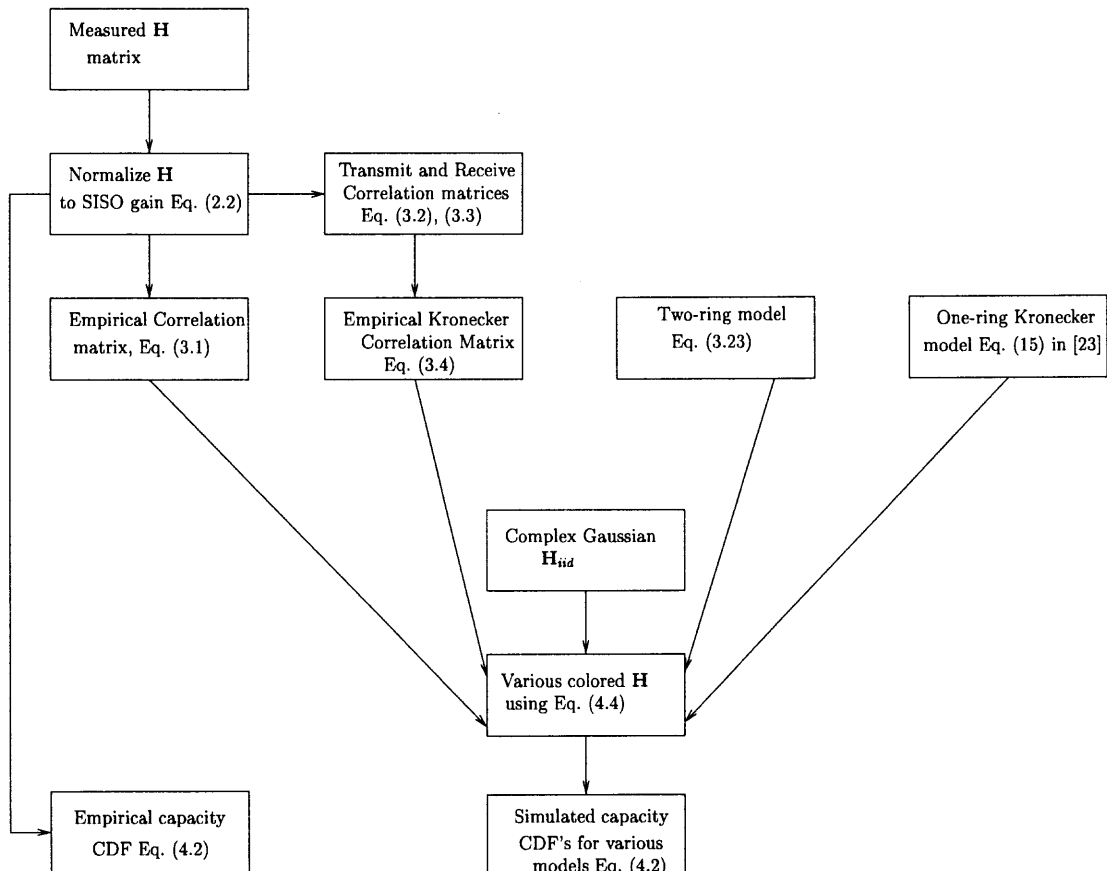 Measured H
matrix
Normalize H
to SISO gain Eq. (2.2)
Transmit and Receive
Correlation matrices
Eq. (3.2), (3.3)
Empirical Correlation
matrix, Eq. (3.1)
Empirical Kronecker
Correlation Matrix
Eq. (3.4)
Two-ring model
Eq. (3.23)
One-ring Kronecker
model Eq. (15) in [23]
Complex Gaussian
H_iid
Various colored H
using Eq. (4.4)
Empirical capacity
CDF Eq. (4.2)
Simulated capacity
CDF's for various
models Eq. (4.2)